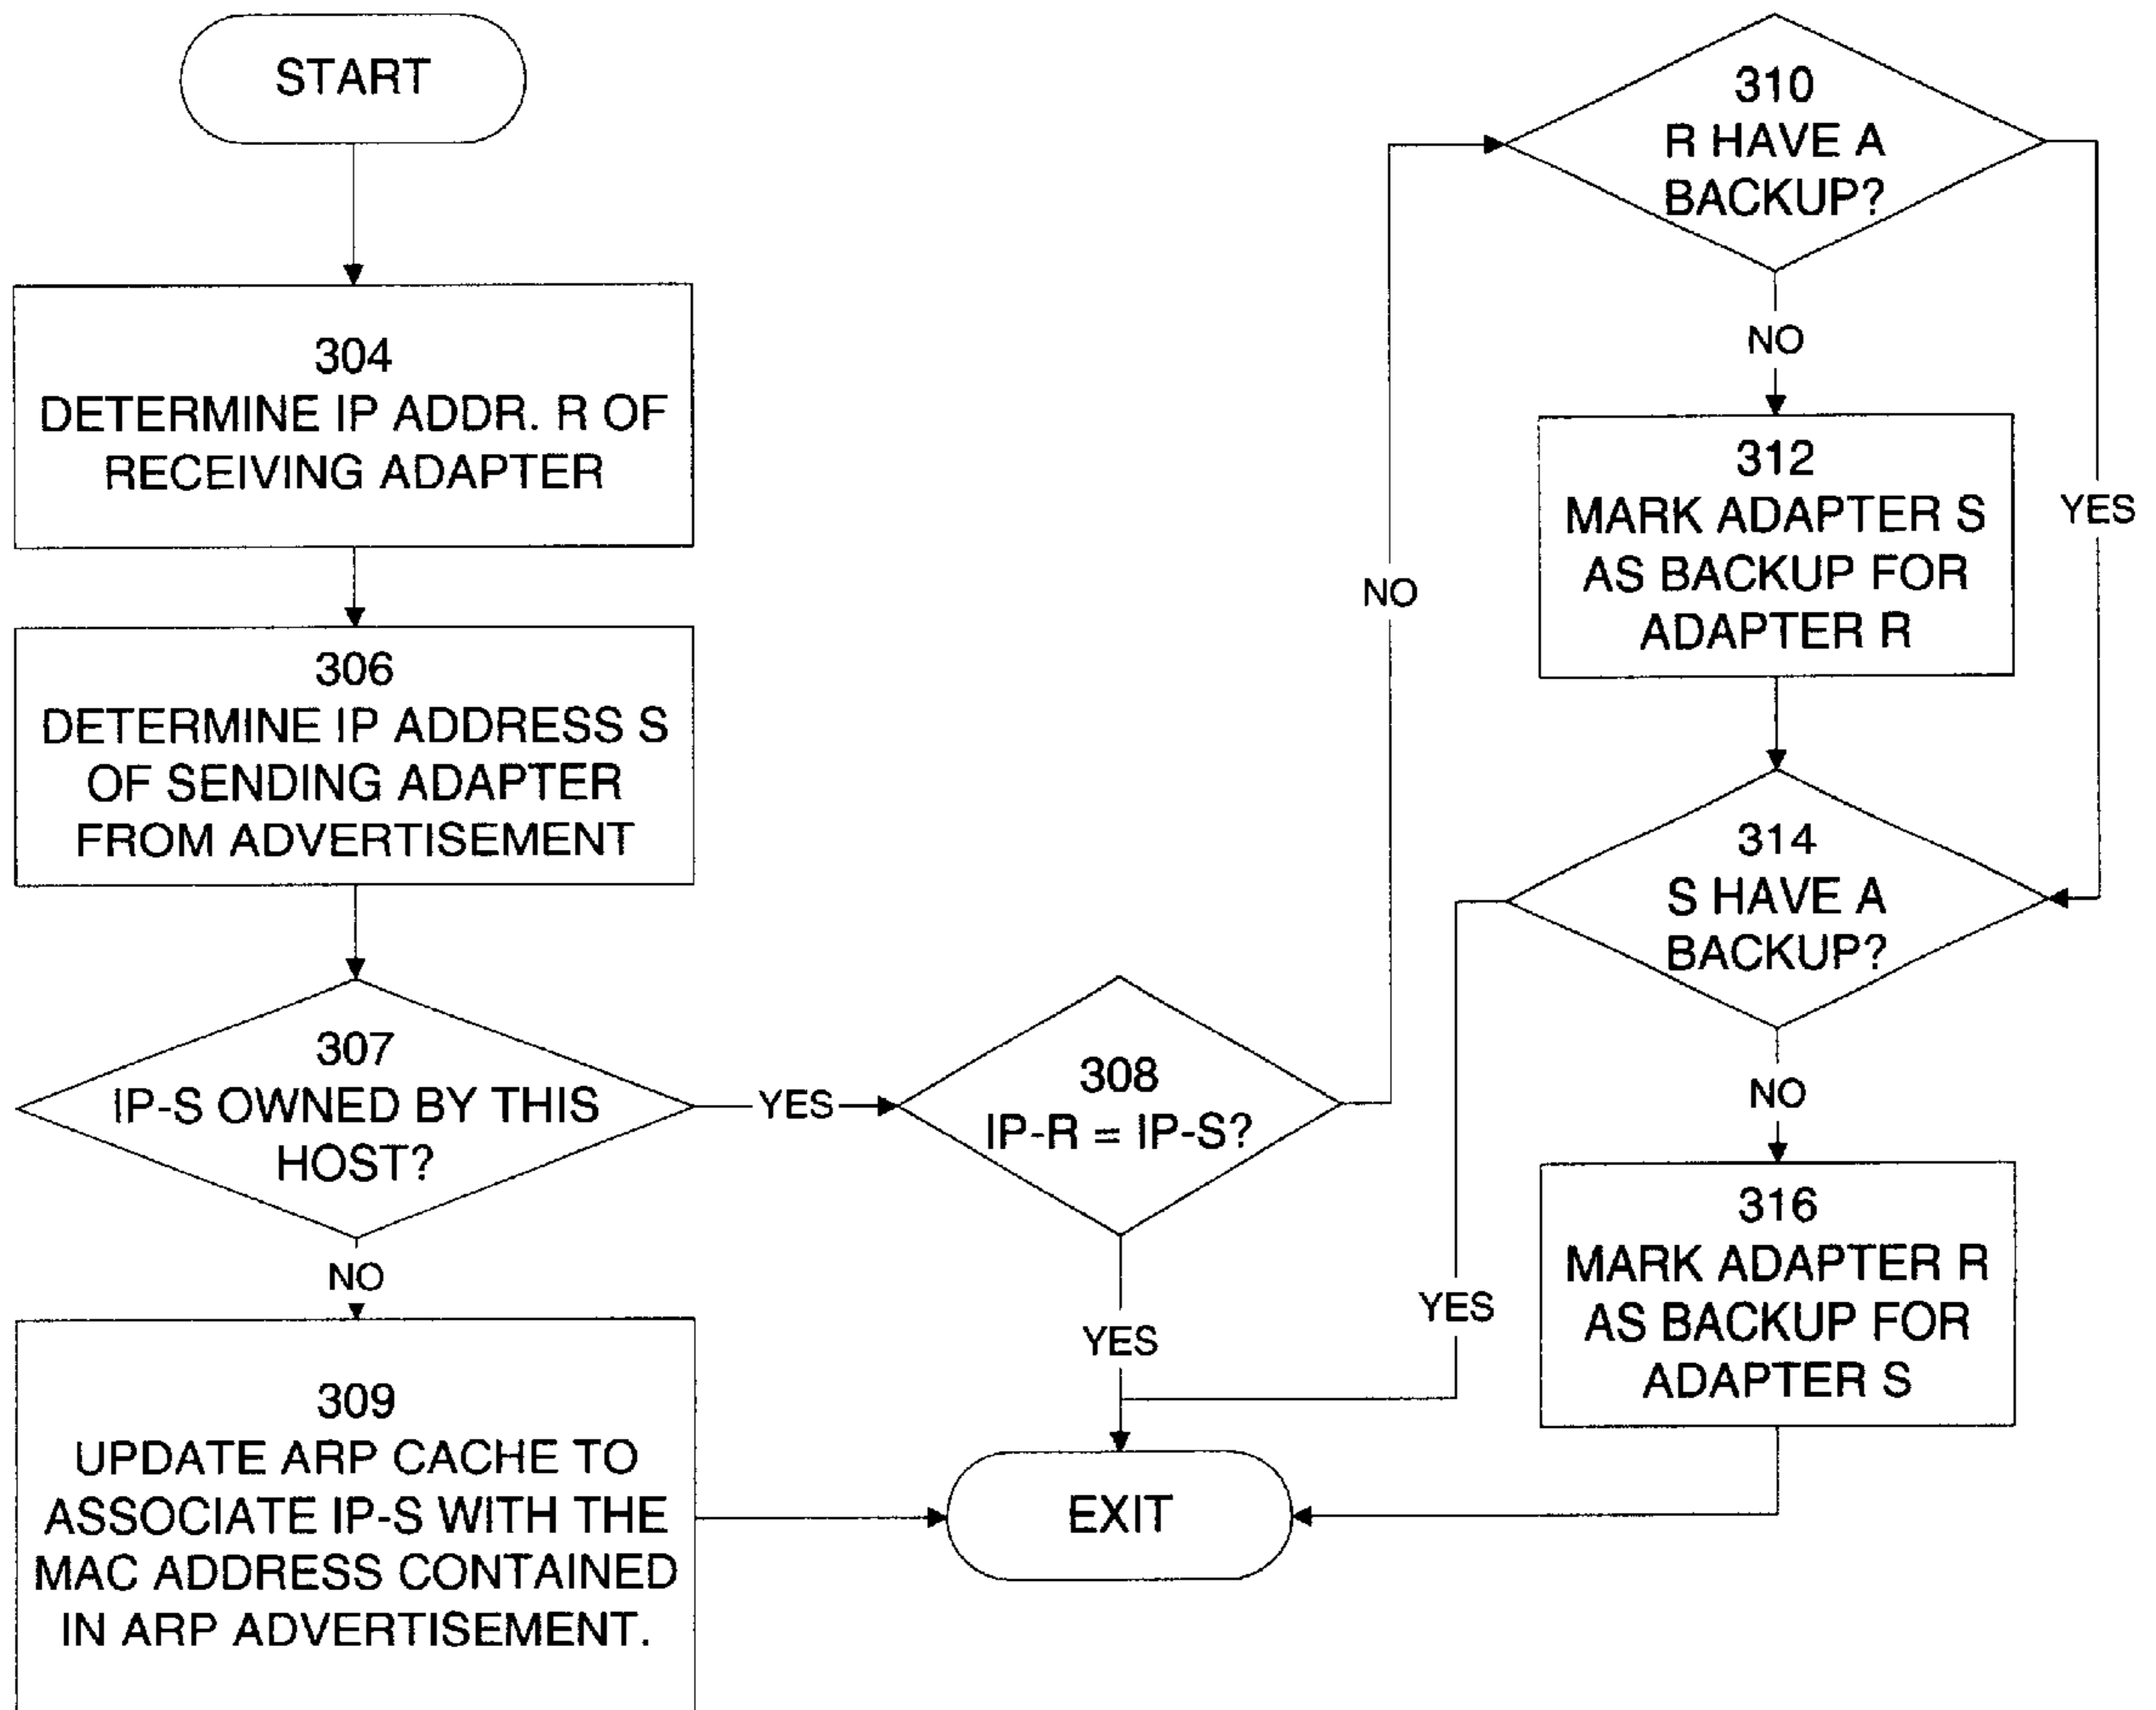 START
304
DETERMINE IP ADDR. R OF
RECEIVING ADAPTER
306
DETERMINE IP ADDRESS S
OF SENDING ADAPTER
FROM ADVERTISEMENT
307
IP-S OWNED BY THIS
HOST?
YES
NO
308
IP-R = IP-S?
NO
YES
309
UPDATE ARP CACHE TO
ASSOCIATE IP-S WITH THE
MAC ADDRESS CONTAINED
IN ARP ADVERTISEMENT.
310
R HAVE A
BACKUP?
NO
YES
312
MARK ADAPTER S
AS BACKUP FOR
ADAPTER R
314
S HAVE A
BACKUP?
YES
NO
316
MARK ADAPTER R
AS BACKUP FOR
ADAPTER S
EXIT